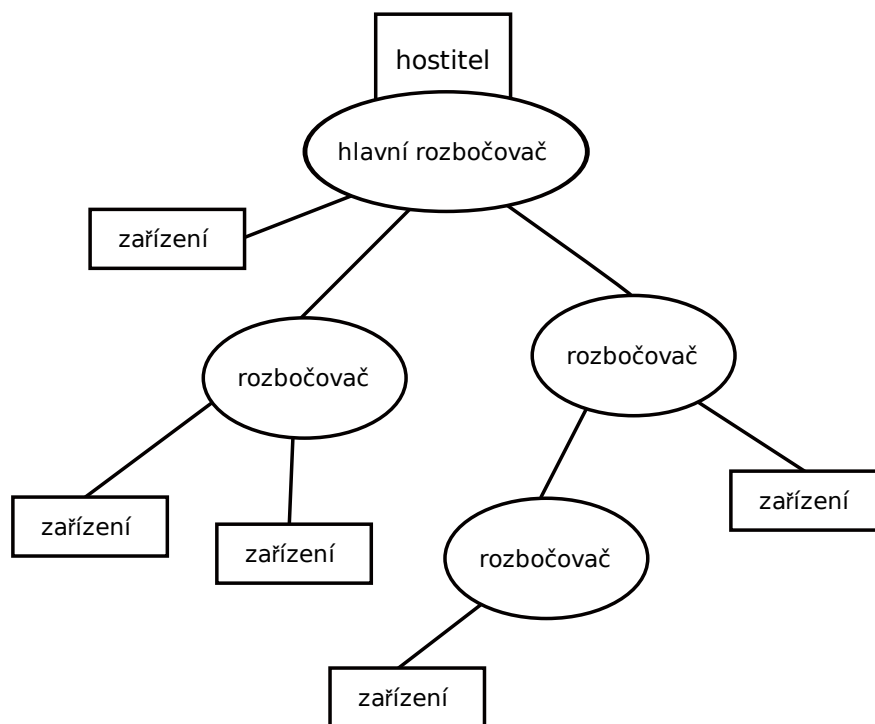 hostitel
hlavní rozbočovač
zařízení
rozbočovač
rozbočovač
zařízení
zařízení
zařízení
rozbočovač
zařízení